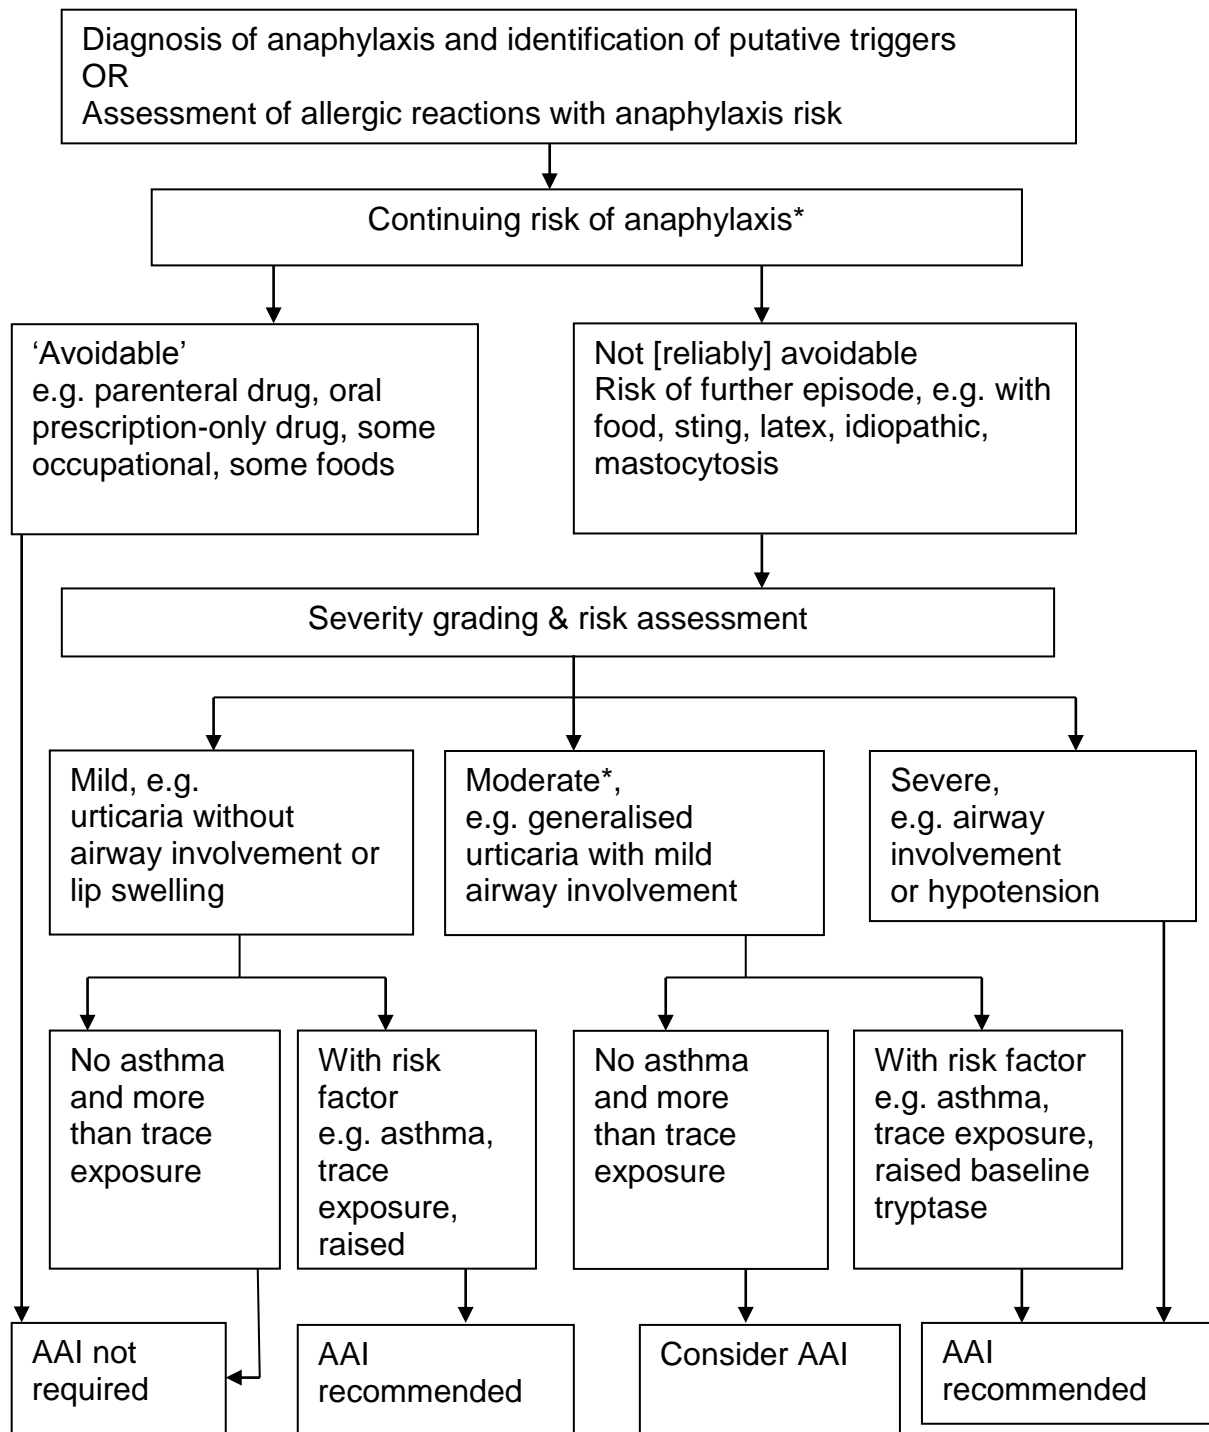 Diagnosis of anaphylaxis and identification of putative triggers
OR
Assessment of allergic reactions with anaphylaxis risk
Continuing risk of anaphylaxis*
‘Avoidable’
e.g. parenteral drug, oral
prescription-only drug, some
occupational, some foods
Not [reliably] avoidable
Risk of further episode, e.g. with
food, sting, latex, idiopathic,
mastocytosis
Severity grading & risk assessment
Mild, e.g.
urticaria without
airway involvement or
lip swelling
Moderate*,
e.g. generalised
urticaria with mild
airway involvement
Severe,
e.g. airway
involvement
or hypotension
No asthma
and more
than trace
exposure
With risk
factor
e.g. asthma,
trace
exposure,
raised
No asthma
and more
than trace
exposure
With risk factor
e.g. asthma,
trace exposure,
raised baseline
tryptase
AAI not
required
AAI
recommended
Consider AAI
AAI
recommended